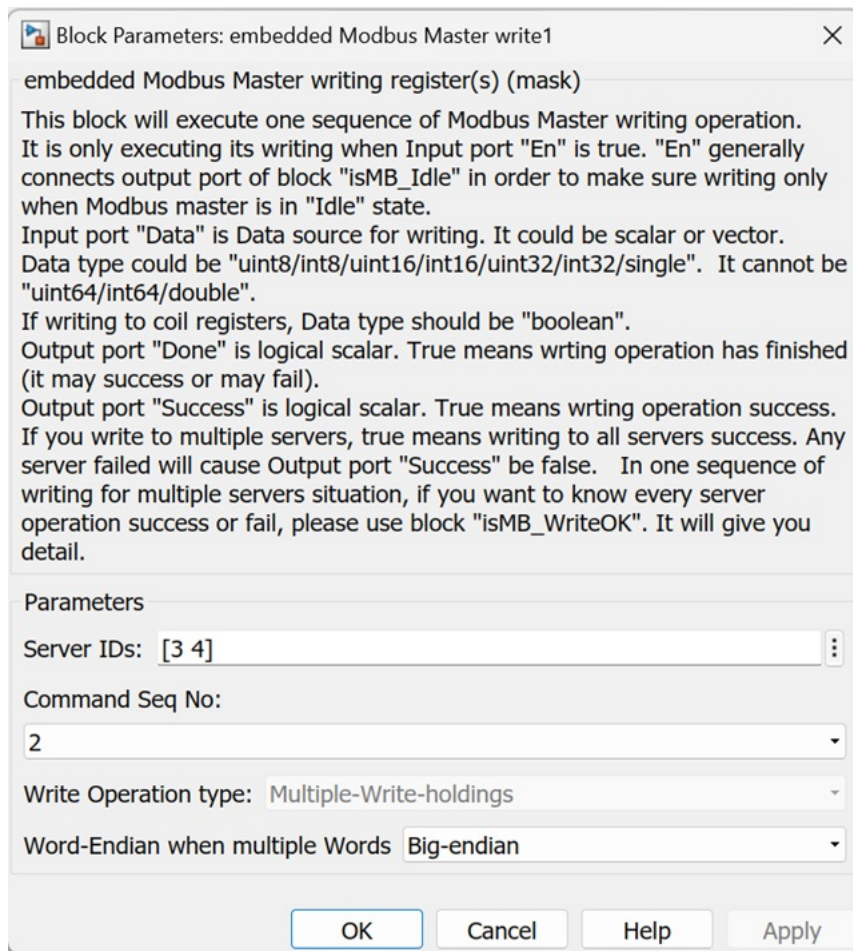 Block Parameters: embedded Modbus Master write1
embedded Modbus Master writing register(s) (mask)
This block will execute one sequence of Modbus Master writing operation.
It is only executing its writing when Input port "En" is true. "En" generally
connects output port of block "isMB_Idle" in order to make sure writing only
when Modbus master is in "Idle" state.
Input port "Data" is Data source for writing. It could be scalar or vector.
Data type could be "uint8/int8/uint16/int16/uint32/int32/single".  It cannot be
"uint64/int64/double".
If writing to coil registers, Data type should be "boolean".
Output port "Done" is logical scalar. True means wrting operation has finished
(it may success or may fail).
Output port "Success" is logical scalar. True means wrting operation success.
If you write to multiple servers, true means writing to all servers success. Any
server failed will cause Output port "Success" be false.   In one sequence of
writing for multiple servers situation, if you want to know every server
operation success or fail, please use block "isMB_WriteOK". It will give you
detail.
Parameters
Server IDs: [3 4]
Command Seq No:
2
Write Operation type: Multiple-Write-holdings
Word-Endian when multiple Words Big-endian
OK Cancel Help Apply